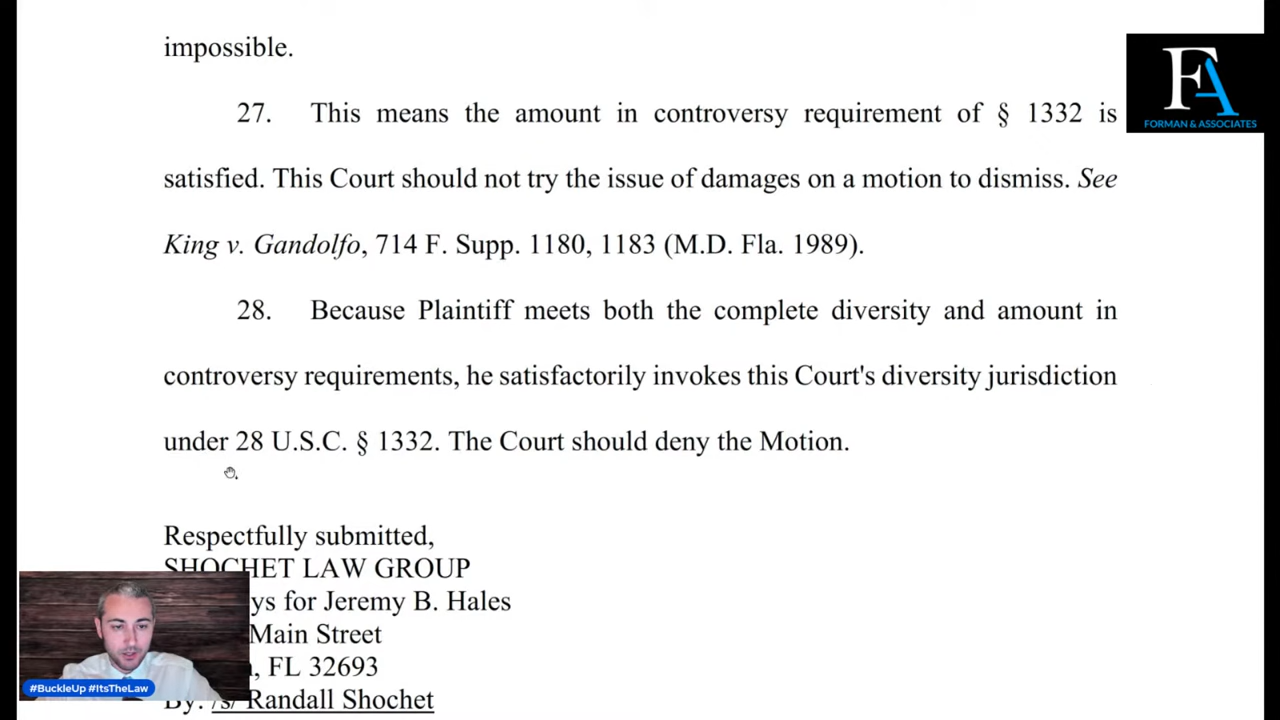 impossible.
27. This means the amount in controversy requirement of § 1332 is
satisfied. This Court should not try the issue of damages on a motion to dismiss. See
King v. Gandolfo, 714 F. Supp. 1180, 1183 (M.D. Fla. 1989).
28. Because Plaintiff meets both the complete diversity and amount in
controversy requirements, he satisfactorily invokes this Court's diversity jurisdiction
under 28 U.S.C. § 1332. The Court should deny the Motion.
Respectfully submitted,
SHOCHET LAW GROUP
ys for Jeremy B. Hales
Main Street
, FL 32693
By: /s/ Randall Shochet
FA
FORMAN & ASSOCIATES
#BuckleUp #ItsTheLaw